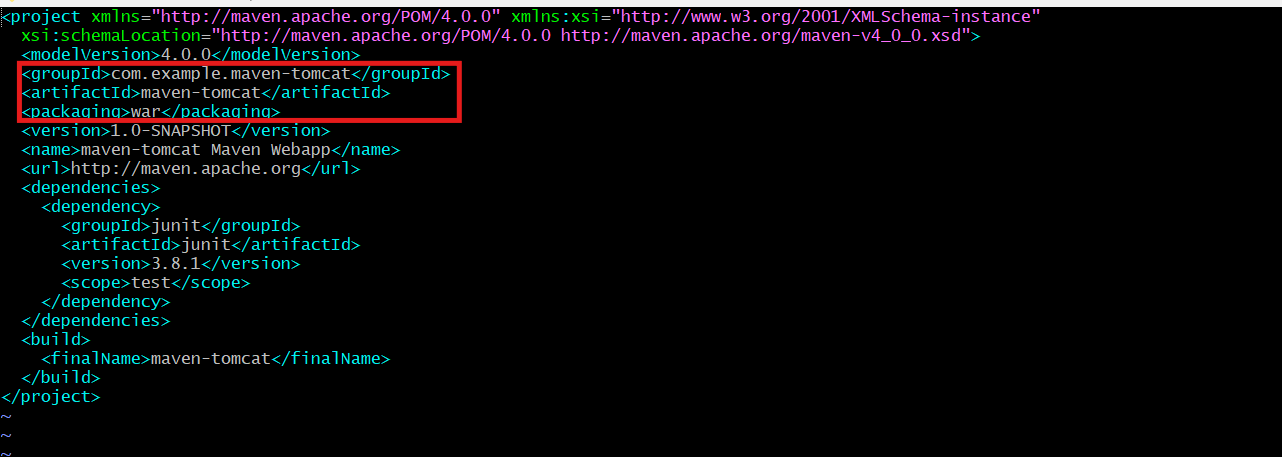 <project xmlns="http://maven.apache.org/POM/4.0.0" xmlns:xsi="http://www.w3.org/2001/XMLSchema-instance"
  xsi:schemaLocation="http://maven.apache.org/POM/4.0.0 http://maven.apache.org/maven-v4_0_0.xsd">
  <modelVersion>4.0.0</modelVersion>
  <groupId>com.example.maven-tomcat</groupId>
  <artifactId>maven-tomcat</artifactId>
  <packaging>war</packaging>
  <version>1.0-SNAPSHOT</version>
  <name>maven-tomcat Maven Webapp</name>
  <url>http://maven.apache.org</url>
  <dependencies>
    <dependency>
      <groupId>junit</groupId>
      <artifactId>junit</artifactId>
      <version>3.8.1</version>
      <scope>test</scope>
    </dependency>
  </dependencies>
  <build>
    <finalName>maven-tomcat</finalName>
  </build>
</project>
~
~
~